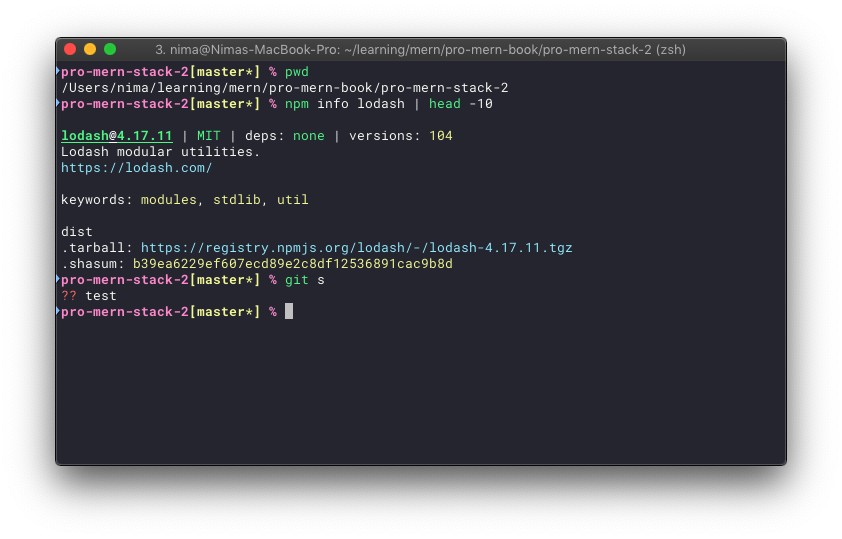 3. nima@Nimas-MacBook-Pro: ~/learning/mern/pro-mern-book/pro-mern-stack-2 (zsh)
pro-mern-stack-2[master*] % pwd
/Users/nima/learning/mern/pro-mern-book/pro-mern-stack-2
pro-mern-stack-2[master*] % npm info lodash | head -10
lodash@4.17.11 | MIT | deps: none | versions: 104
Lodash modular utilities.
https://lodash.com/
keywords: modules, stdlib, util
dist
.tarball: https://registry.npmjs.org/lodash/-/lodash-4.17.11.tgz
.shasum: b39ea6229ef607ecd89e2c8df12536891cac9b8d
pro-mern-stack-2[master*] % git s
?? test
pro-mern-stack-2[master*] %